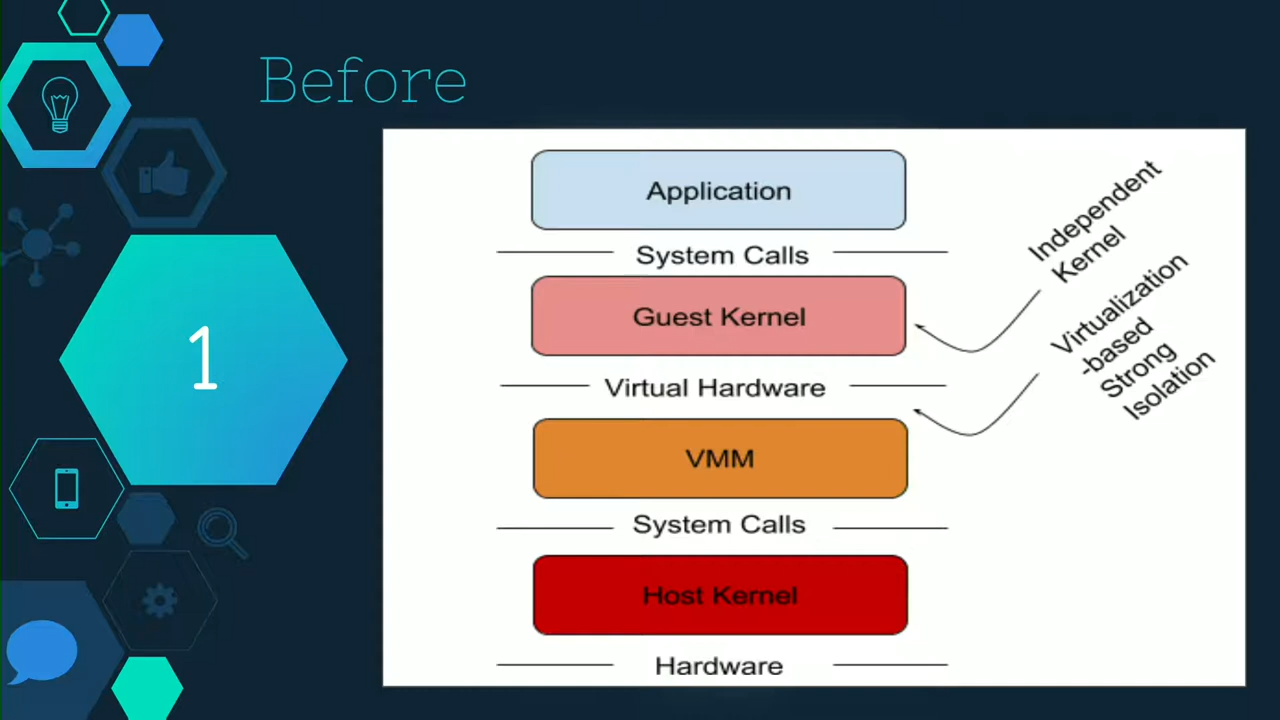 Before
1
Application
System Calls
Guest Kernel
Virtual Hardware
VMM
System Calls
Host Kernel
Hardware
Independent
Kernel
Virtualization
-based
Strong
Isolation